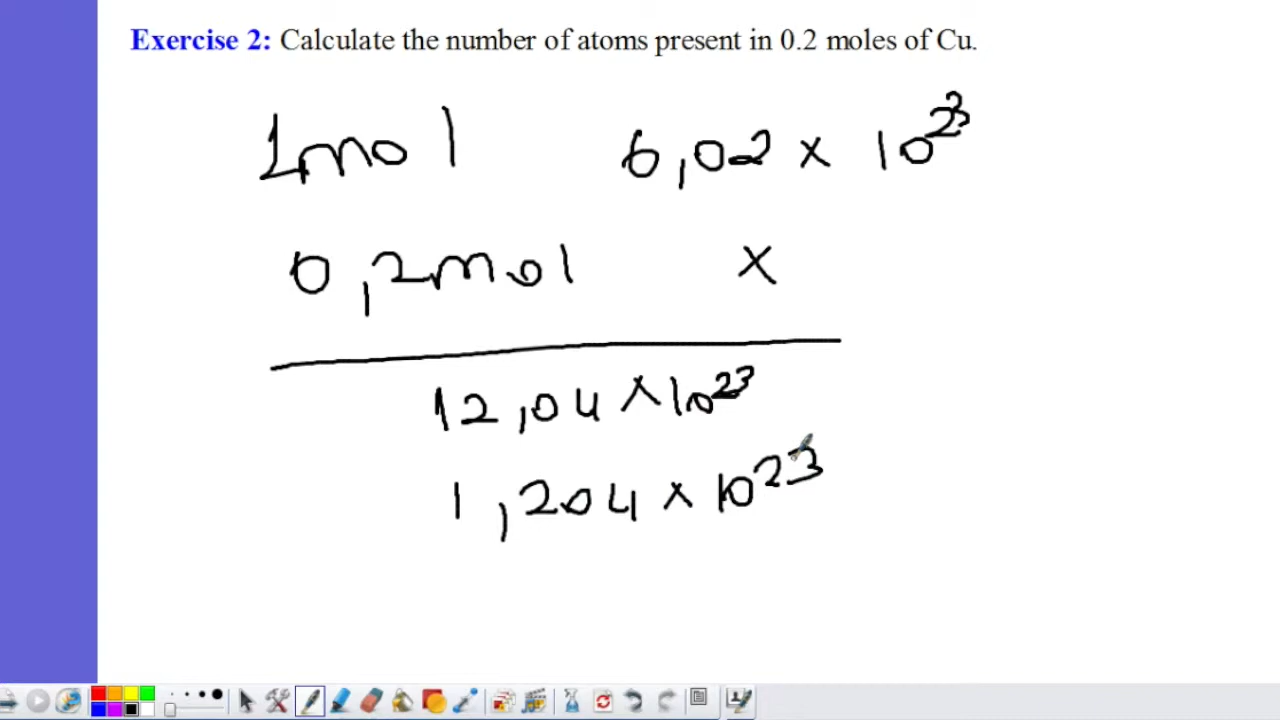 Exercise 2: Calculate the number of atoms present in 0.2 moles of Cu.
1mol 6,02 x 10²³
0,2mol x
12,04 x 10²³
1,204 x 10²³